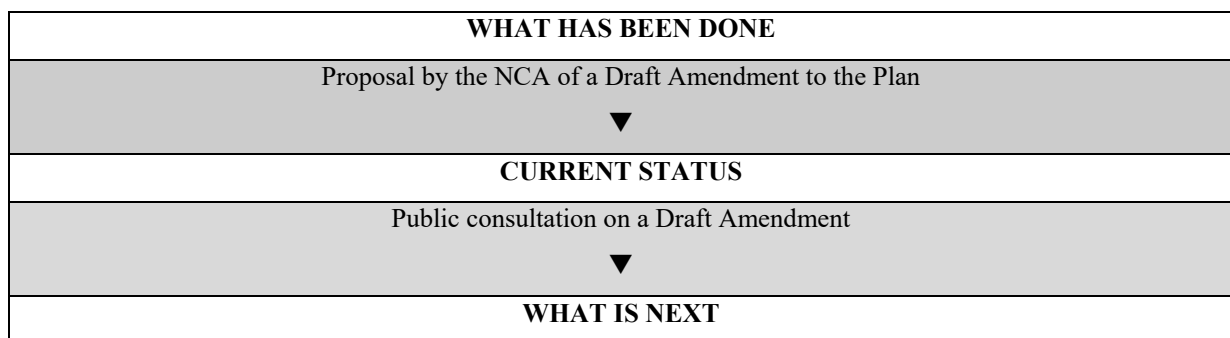 WHAT HAS BEEN DONE
Proposal by the NCA of a Draft Amendment to the Plan
▼
CURRENT STATUS
Public consultation on a Draft Amendment
▼
WHAT IS NEXT